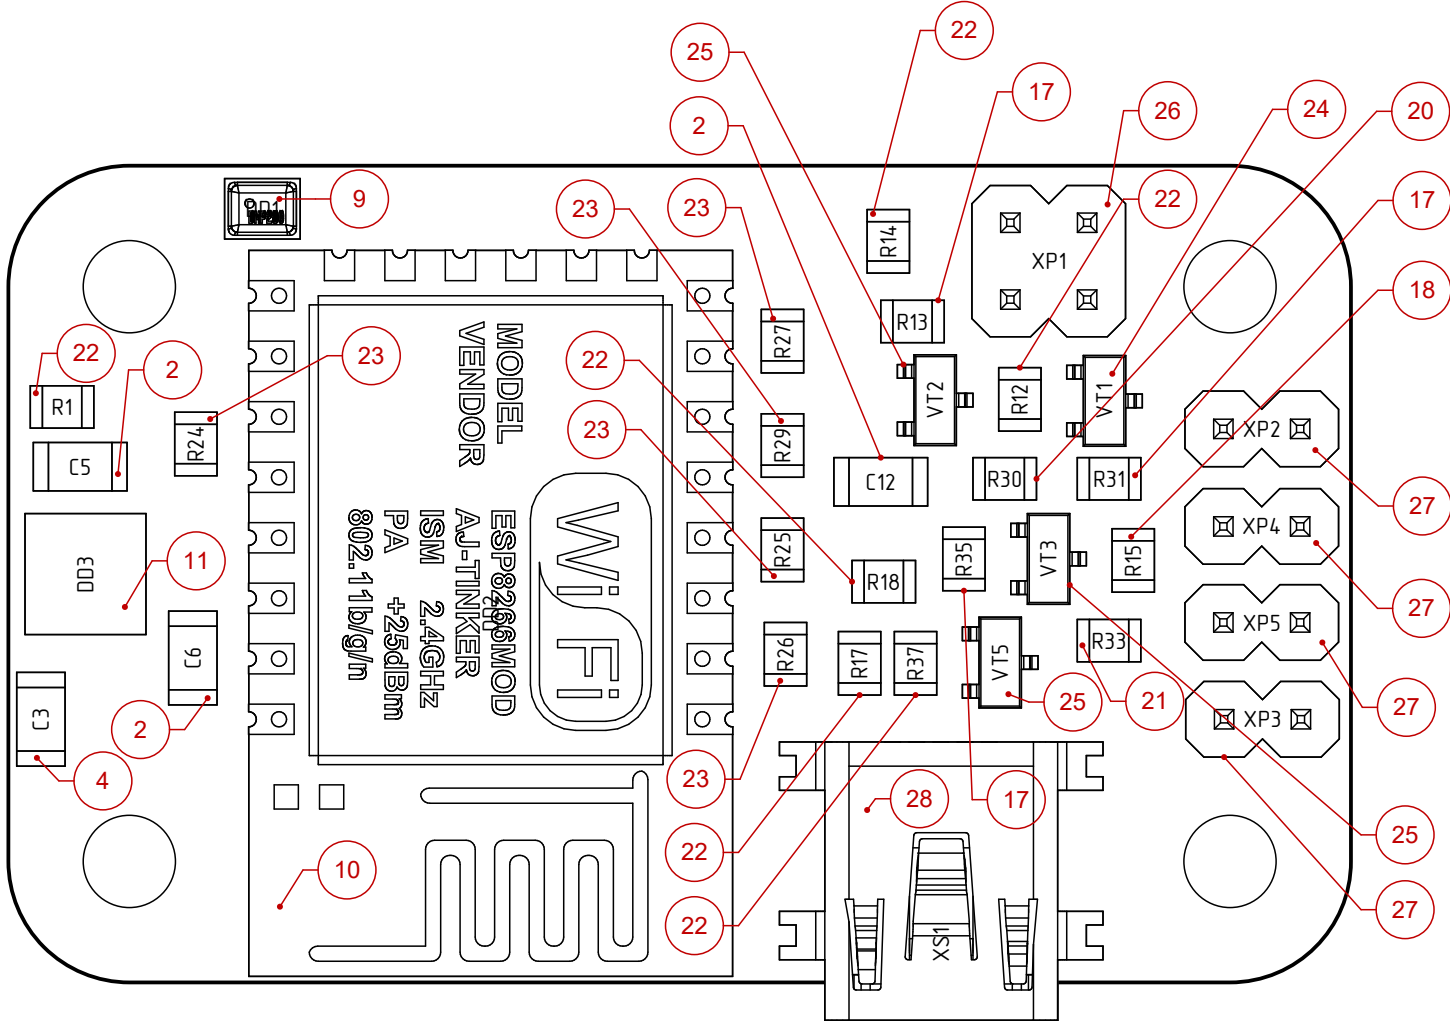 22
25
17
2
26
24
20
9
23
23
22
17
R14
XP1
18
R13
MODEL
VENDOR
R27
22
23
22
2
R1
R24
VT2
R12
VT1
23
R29
XP2
C5
C12
R30
R31
27
WiFi
ESP8266MOD
AJ-TINKER
ISM 2.4GHz
PA +25dBm
802.11b/g/n
XP4
DD3
11
R25
R18
R35
VT3
R15
27
XP5
C6
R26
R17
R37
VT5
R33
C3
2
25
21
27
XP3
4
23
28
17
25
22
10
27
22
XS1